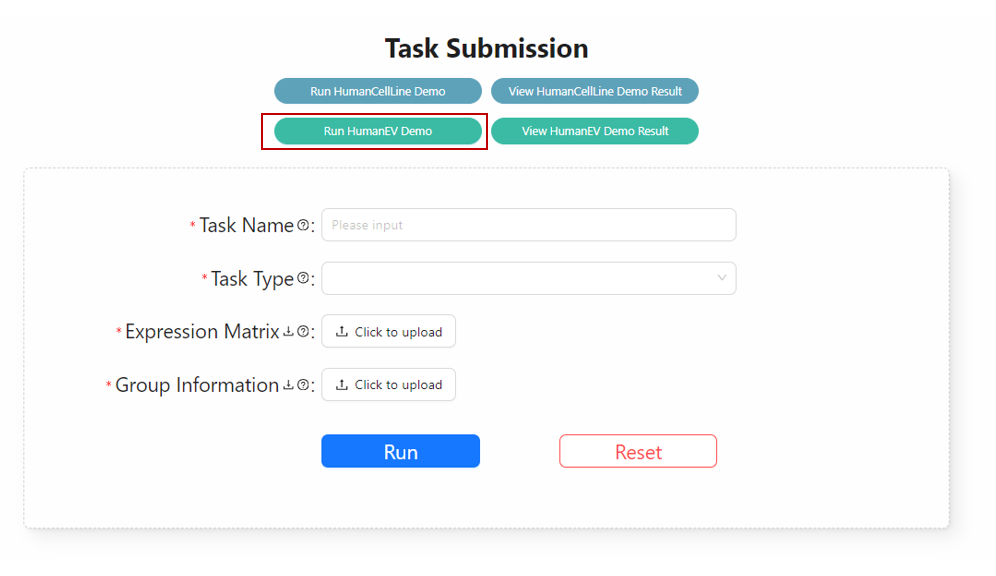 Task Submission
Run HumanCellLine Demo
View HumanCellLine Demo Result
Run HumanEV Demo
View HumanEV Demo Result
* Task Name ?: Please input
* Task Type ?:
* Expression Matrix ?: Click to upload
* Group Information ?: Click to upload
Run
Reset